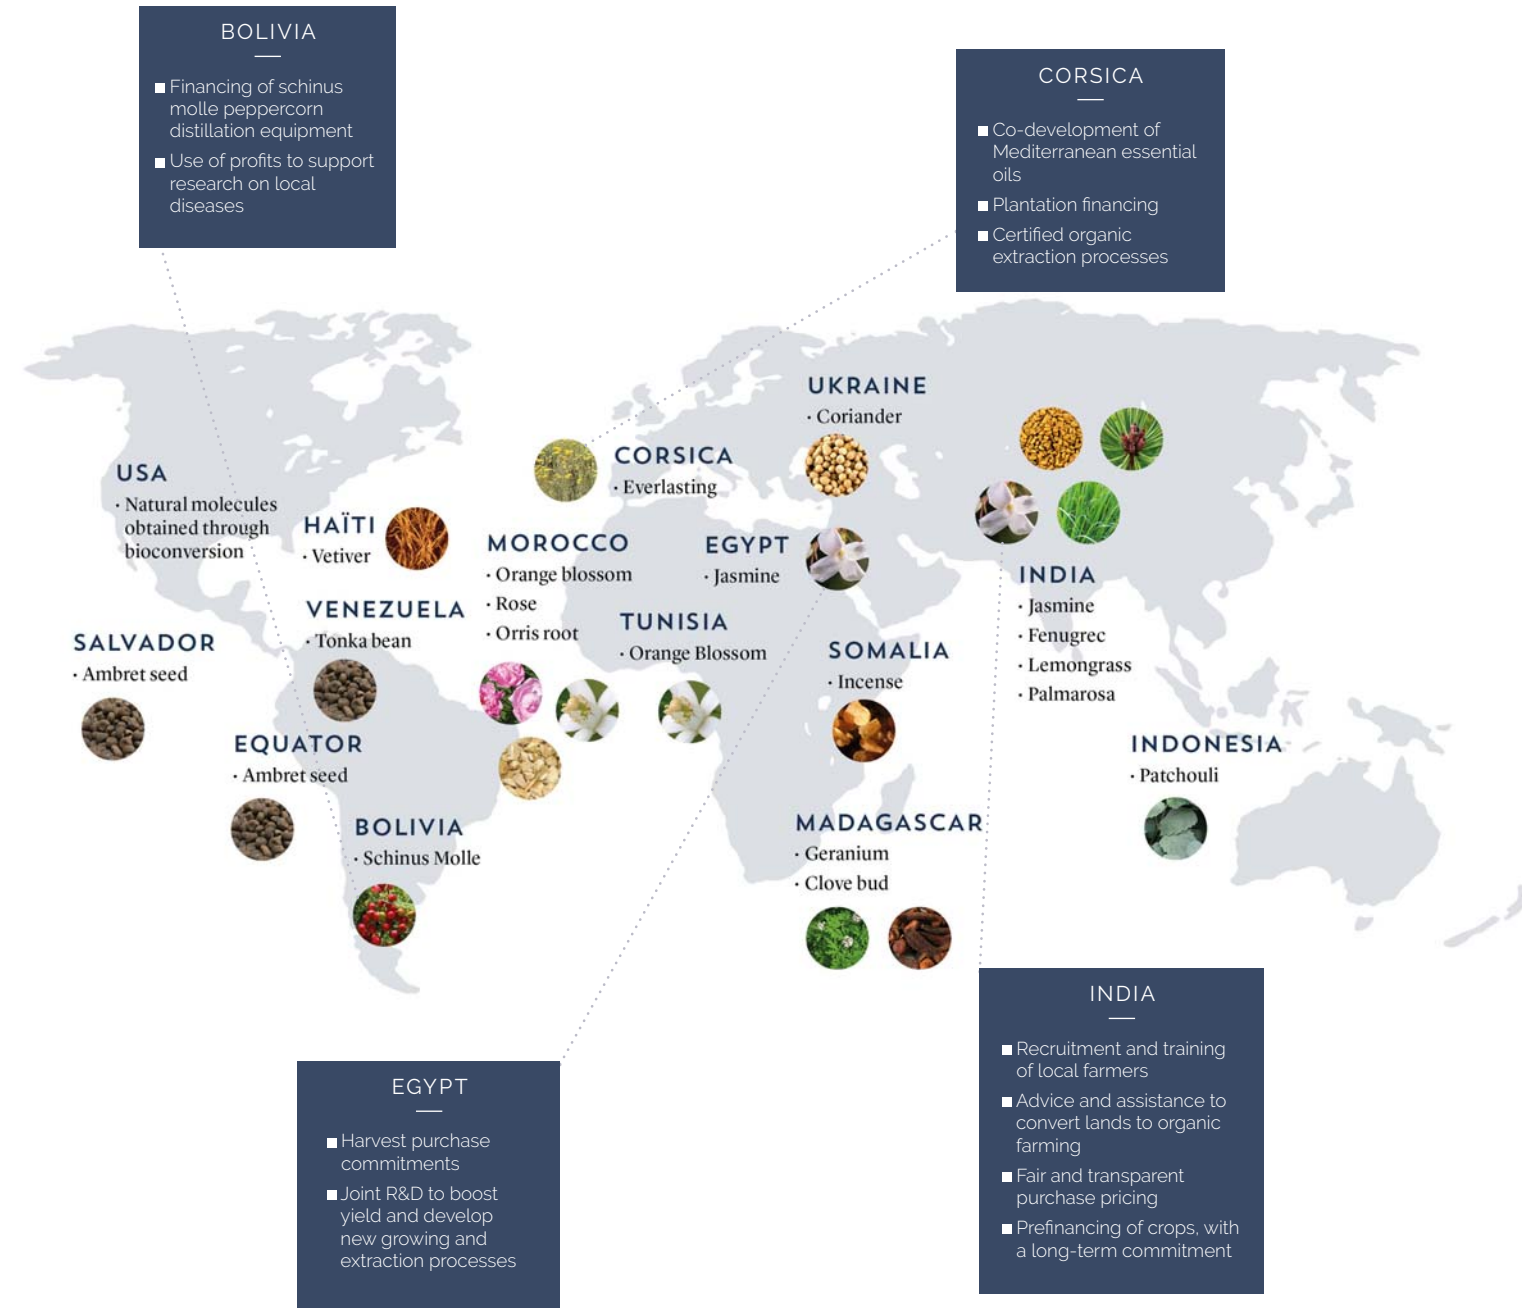 BOLIVIA
■ Financing of schinus
molle peppercorn
distillation equipment
■ Use of profits to support
research on local
diseases
CORSICA
■ Co-development of
Mediterranean essential
oils
■ Plantation financing
■ Certified organic
extraction processes
USA
· Natural molecules
obtained through
bioconversion
HAÏTI
· Vetiver
VENEZUELA
· Tonka bean
SALVADOR
· Ambret seed
EQUATOR
· Ambret seed
BOLIVIA
· Schinus Molle
CORSICA
· Everlasting
MOROCCO
· Orange blossom
· Rose
· Orris root
TUNISIA
· Orange Blossom
EGYPT
· Jasmine
UKRAINE
· Coriander
SOMALIA
· Incense
MADAGASCAR
· Geranium
· Clove bud
INDIA
· Jasmine
· Fenugrec
· Lemongrass
· Palmarosa
INDONESIA
· Patchouli
EGYPT
■ Harvest purchase
commitments
■ Joint R&D to boost
yield and develop
new growing and
extraction processes
INDIA
■ Recruitment and training
of local farmers
■ Advice and assistance to
convert lands to organic
farming
■ Fair and transparent
purchase pricing
■ Prefinancing of crops, with
a long-term commitment